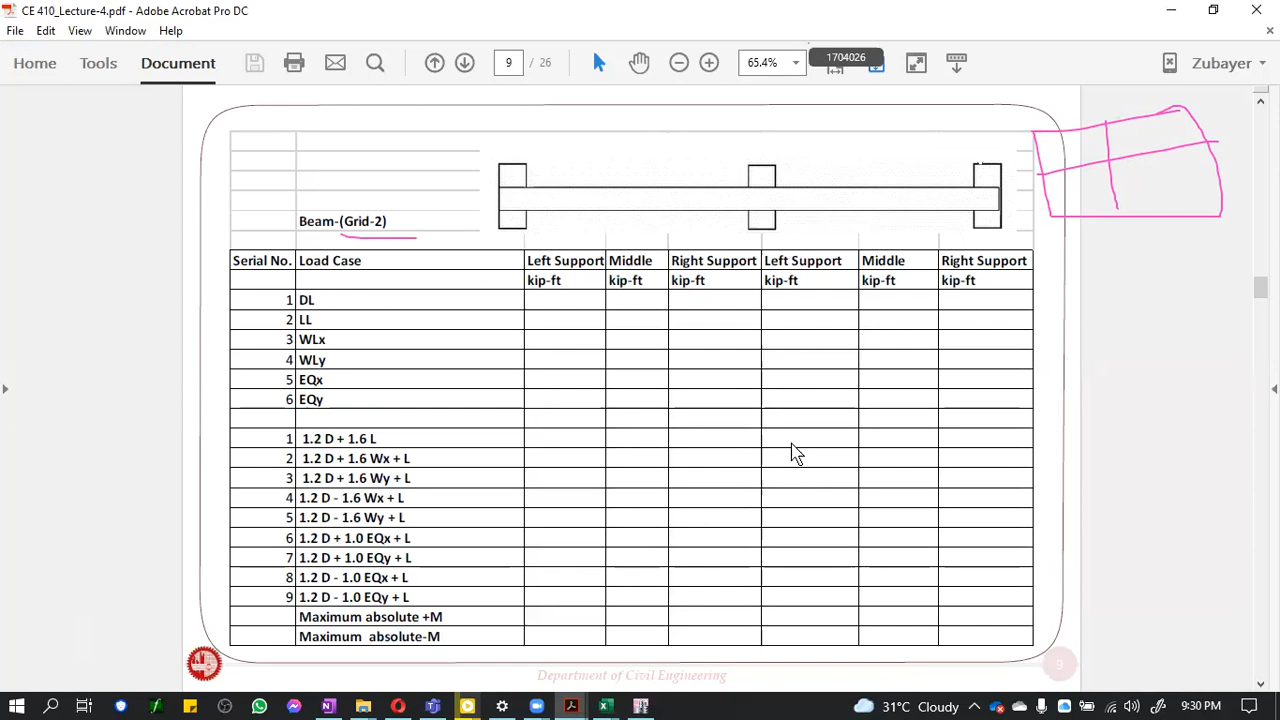 CE 410_Lecture-4.pdf - Adobe Acrobat Pro DC
File Edit View Window Help
Home Tools Document 9 / 26 65.4% 1704026 Zubayer
Beam-(Grid-2)
Serial No. Load Case Left Support Middle Right Support Left Support Middle Right Support
kip-ft kip-ft kip-ft kip-ft kip-ft kip-ft
1 DL
2 LL
3 WLx
4 WLy
5 EQx
6 EQy
1 1.2 D + 1.6 L
2 1.2 D + 1.6 Wx + L
3 1.2 D + 1.6 Wy + L
4 1.2 D - 1.6 Wx + L
5 1.2 D - 1.6 Wy + L
6 1.2 D + 1.0 EQx + L
7 1.2 D + 1.0 EQy + L
8 1.2 D - 1.0 EQx + L
9 1.2 D - 1.0 EQy + L
Maximum absolute +M
Maximum absolute-M
Department of Civil Engineering
9
31°C Cloudy 9:30 PM